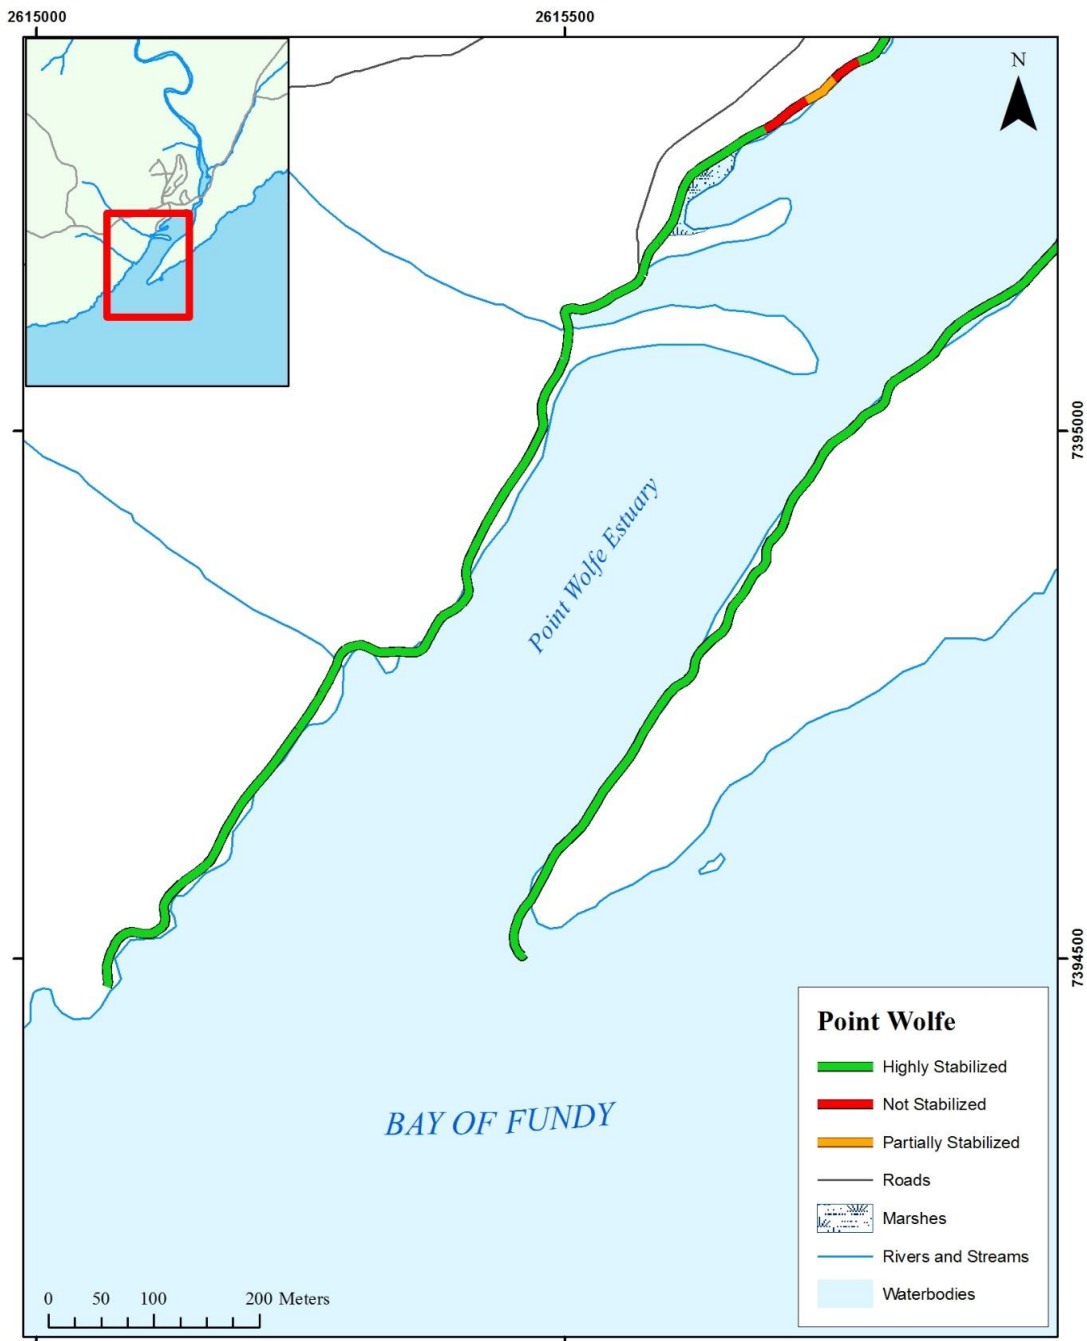 2615000
2615500
N
7395000
Point Wolfe Estuary
7394500
BAY OF FUNDY
Point Wolfe
Highly Stabilized
Not Stabilized
Partially Stabilized
Roads
Marshes
Rivers and Streams
Waterbodies
0 50 100 200 Meters